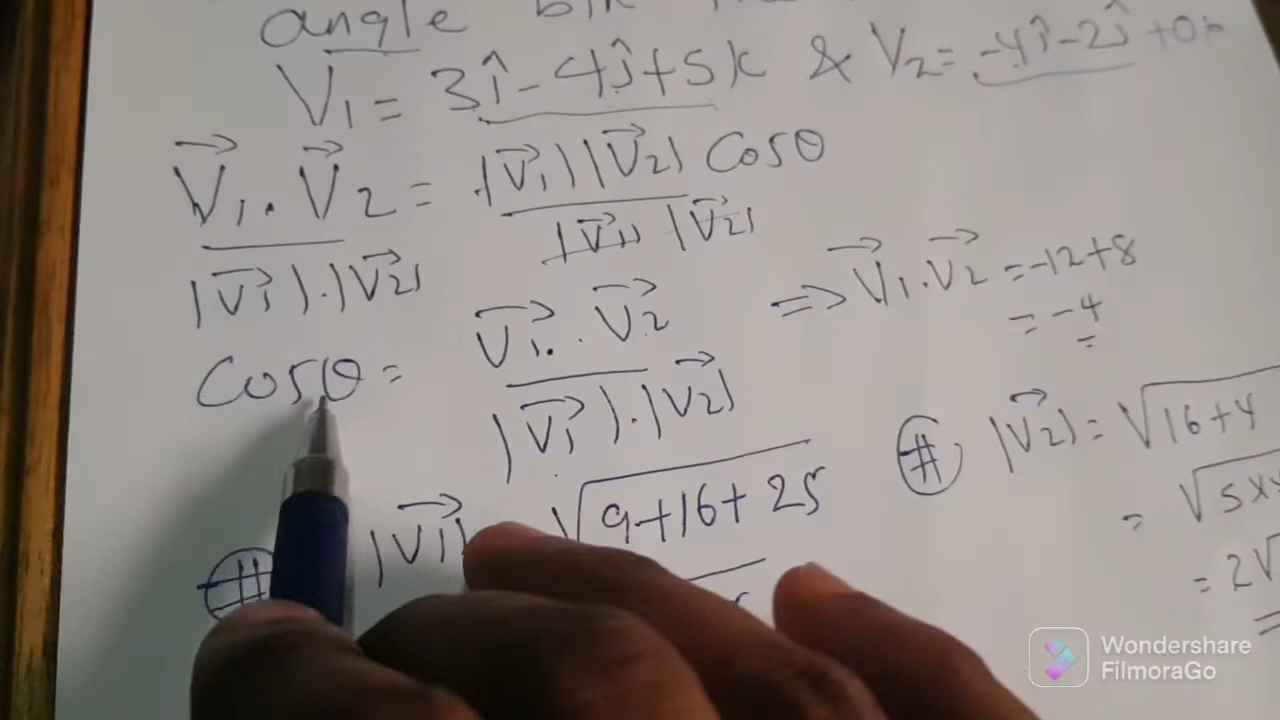 angle b/n
V₁ = 3î - 4ĵ + 5k & V₂ = -4î - 2ĵ + 0k
V₁ . V₂ = |V₁| |V₂| Cosθ
|V₁| . |V₂| |V₁| |V₂|
⇒ V₁ . V₂ = -12 + 8
= -4
Cosθ = V₁ . V₂
|V₁| . |V₂|
# |V₂| = √16 + 4
# |V₁| √9 + 16 + 25
= √5x
= 2√
Wondershare
FilmoraGo